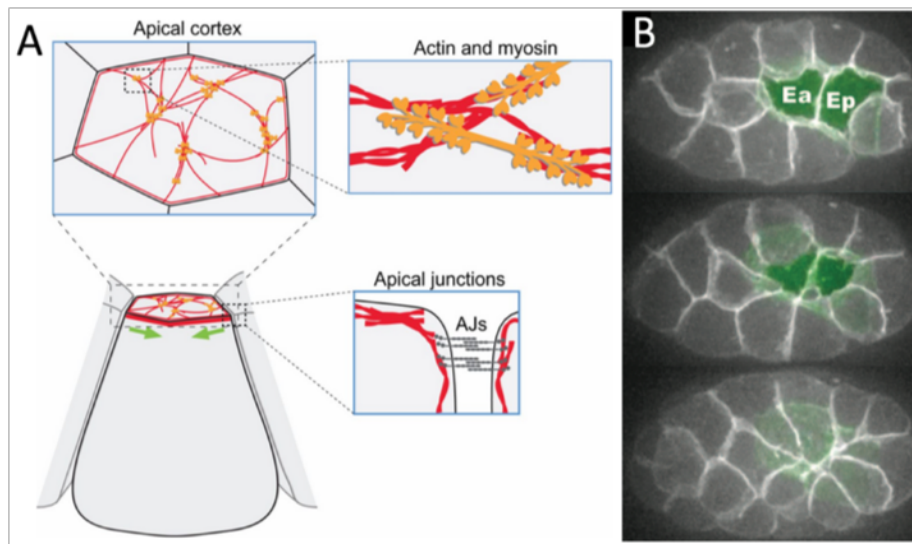 A
Apical cortex
Actin and myosin
Apical junctions
AJs
B
Ea Ep